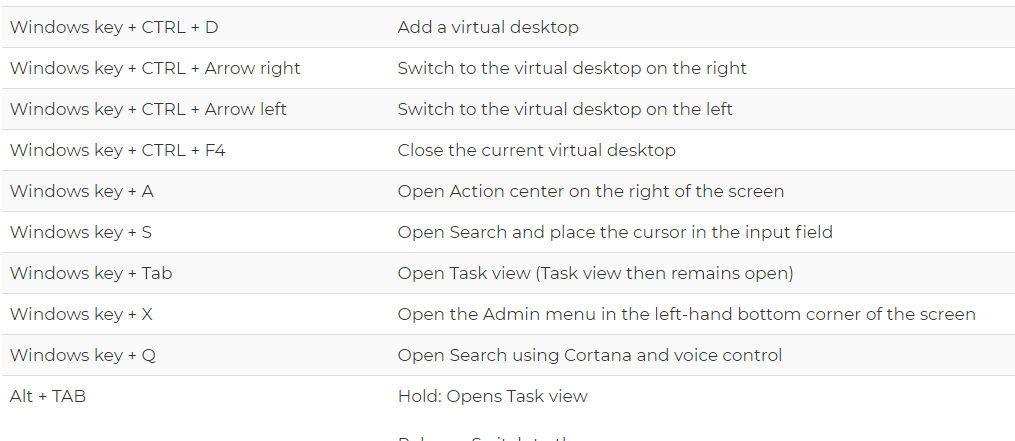 Windows key + CTRL + D Add a virtual desktop
Windows key + CTRL + Arrow right Switch to the virtual desktop on the right
Windows key + CTRL + Arrow left Switch to the virtual desktop on the left
Windows key + CTRL + F4 Close the current virtual desktop
Windows key + A Open Action center on the right of the screen
Windows key + S Open Search and place the cursor in the input field
Windows key + Tab Open Task view (Task view then remains open)
Windows key + X Open the Admin menu in the left-hand bottom corner of the screen
Windows key + Q Open Search using Cortana and voice control
Alt + TAB Hold: Opens Task view